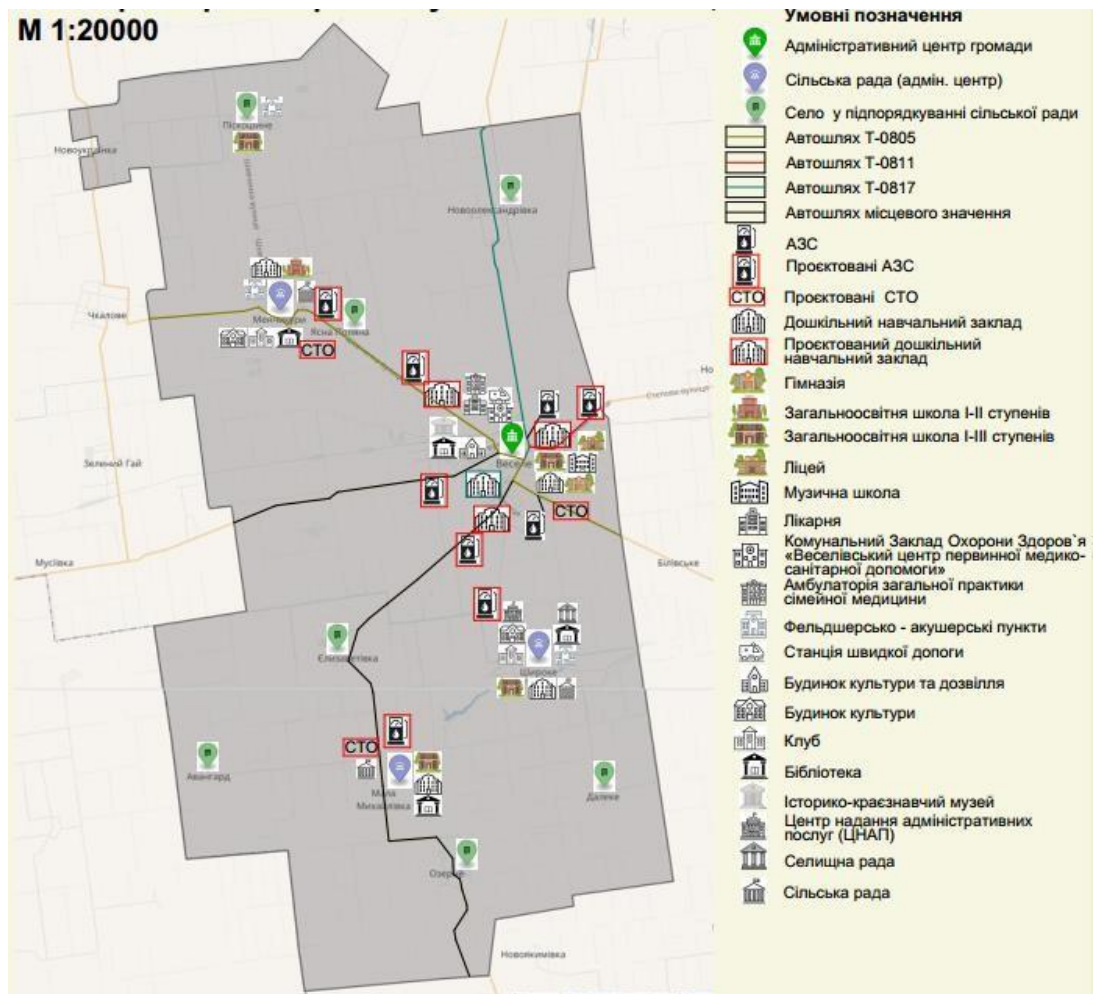 М 1:20000
Умовні позначення
Адміністративний центр громади
Сільська рада (адмін. центр)
Село у підпорядкуванні сільської ради
Автошлях Т-0805
Автошлях Т-0811
Автошлях Т-0817
Автошлях місцевого значення
АЗС
Проєктовані АЗС
СТО Проєктовані СТО
Дошкільний навчальний заклад
Проєктований дошкільний
навчальний заклад
Гімназія
Загальноосвітня школа І-ІІ ступенів
Загальноосвітня школа І-ІІІ ступенів
Ліцей
Музична школа
Лікарня
Комунальний Заклад Охорони Здоров`я
«Веселівський центр первинної медико-
санітарної допомоги»
Амбулаторія загальної практики
сімейної медицини
Фельдшерсько - акушерські пункти
Станція швидкої допоги
Будинок культури та дозвілля
Будинок культури
Клуб
Бібліотека
Історико-краєзнавчий музей
Центр надання адміністративних
послуг (ЦНАП)
Селищна рада
Сільська рада
Піскошине
Новоукраїнка
Новоолександрівка
Чкалове
Ясна Поляна
СТО
Но
Степова вулиця
Зелений Гай
Веселе
СТО
Мусіївка
Білівське
Єлизаветівка
Широке
СТО
Авангард
Мала
Михайлівка
Далеке
Озерне
Новоякимівка